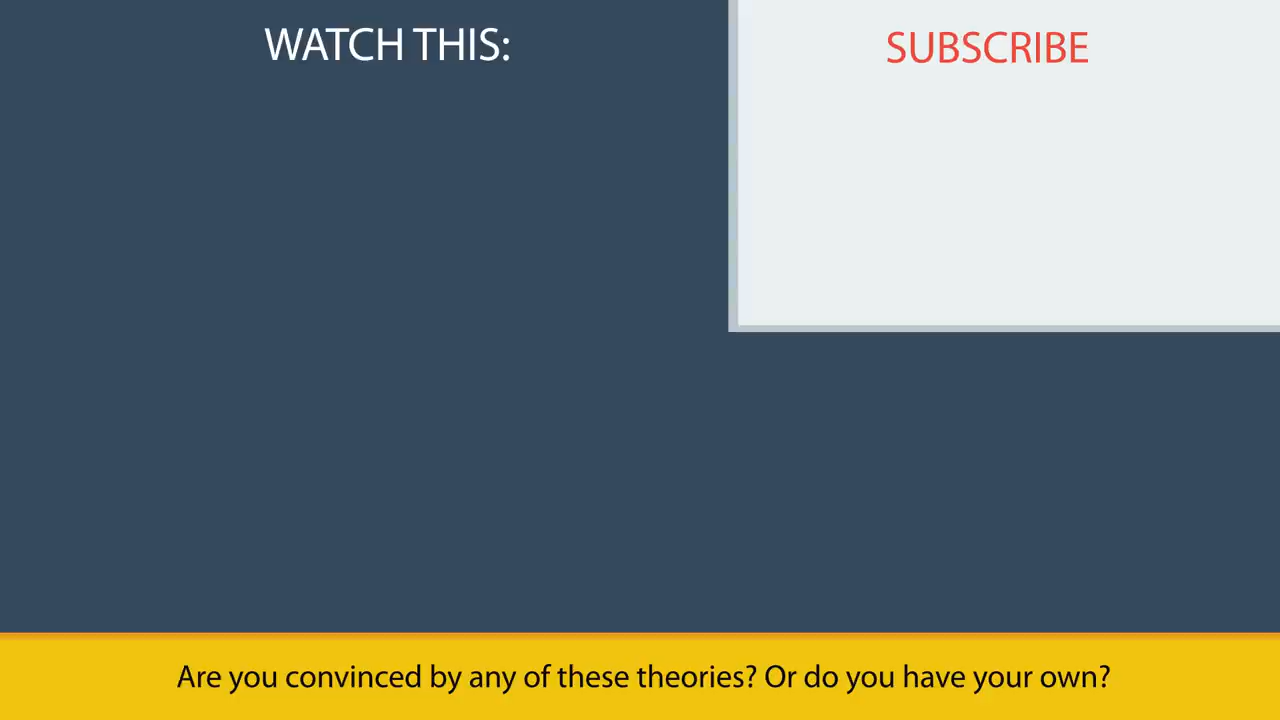 WATCH THIS:
SUBSCRIBE
Are you convinced by any of these theories? Or do you have your own?